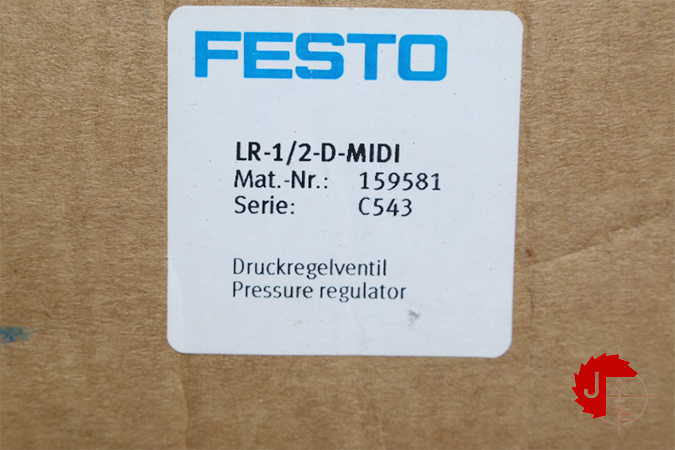 FESTO
LR-1/2-D-MIDI
Mat.-Nr.: 159581
Serie: C543
Druckregelventil
Pressure regulator
J